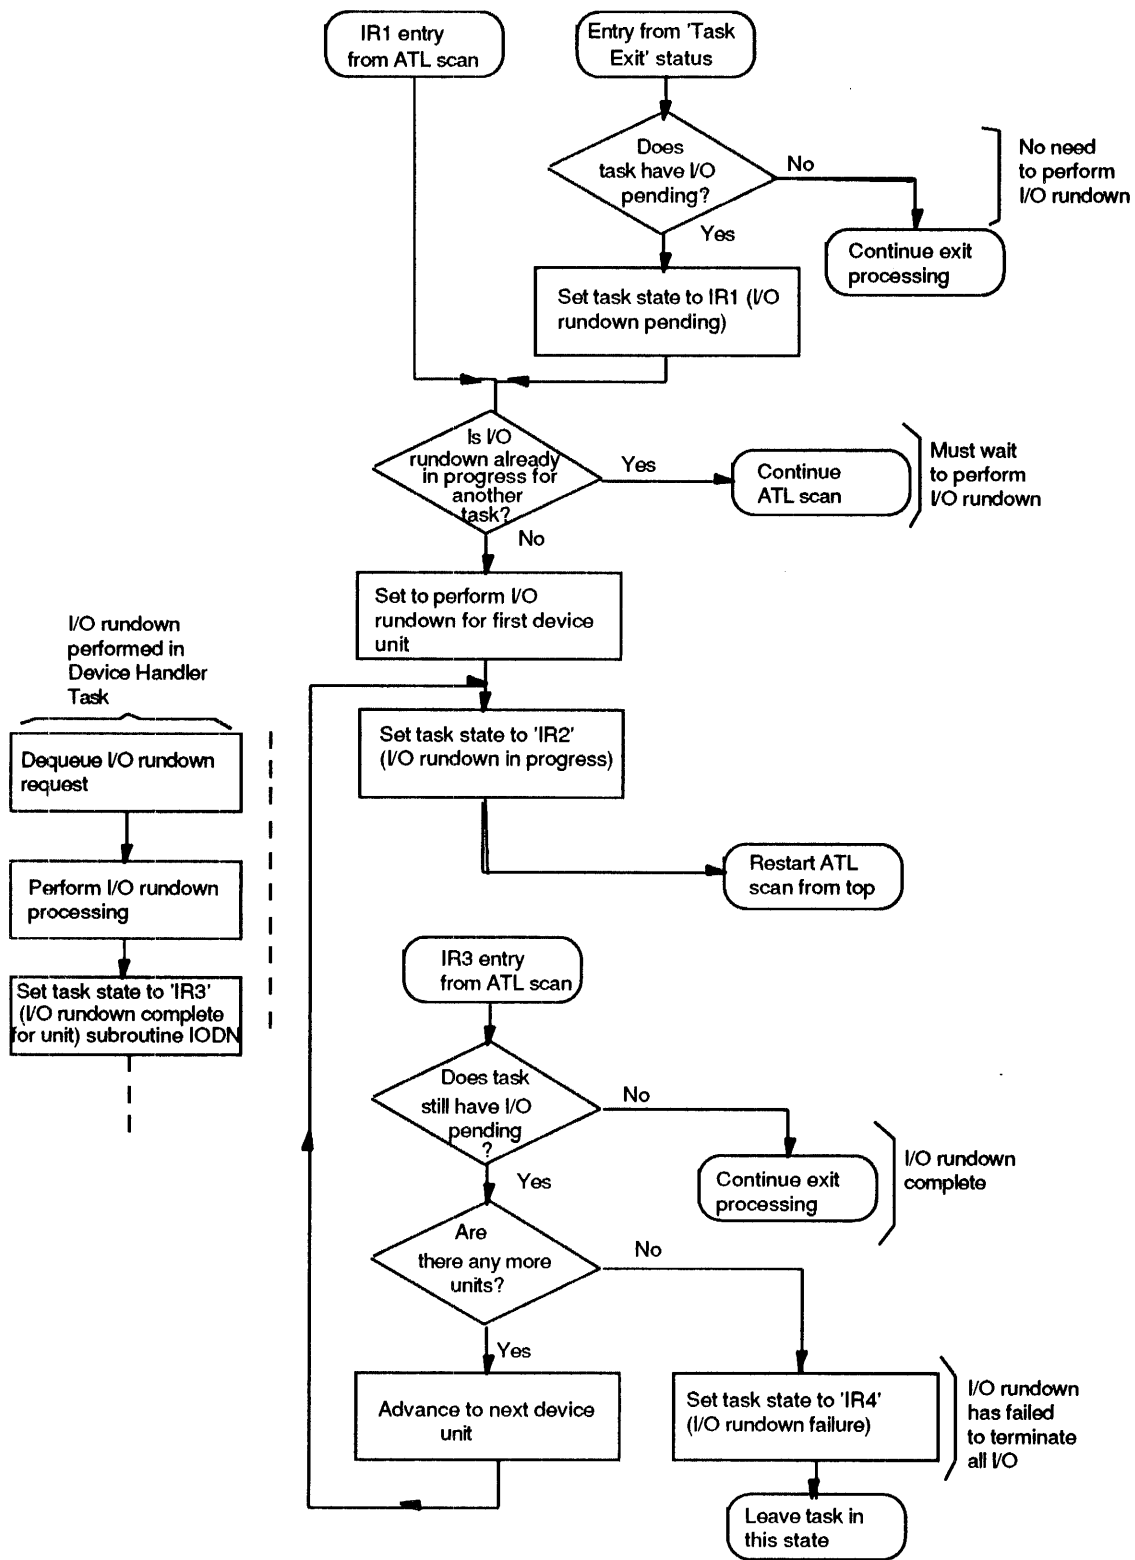 IR1 entry
from ATL scan
Entry from 'Task
Exit' status
Does
task have I/O
pending?
No
Yes
No need
to perform
I/O rundown
Continue exit
processing
Set task state to IR1 (I/O
rundown pending)
Is I/O
rundown already
in progress for
another
task?
Yes
No
Continue
ATL scan
Must wait
to perform
I/O rundown
Set to perform I/O
rundown for first device
unit
I/O rundown
performed in
Device Handler
Task
Dequeue I/O rundown
request
Perform I/O rundown
processing
Set task state to 'IR3'
(I/O rundown complete
for unit) subroutine IODN
Set task state to 'IR2'
(I/O rundown in progress)
Restart ATL
scan from top
IR3 entry
from ATL scan
Does task
still have I/O
pending
?
No
Yes
Continue exit
processing
I/O rundown
complete
Are
there any more
units?
No
Yes
Advance to next device
unit
Set task state to 'IR4'
(I/O rundown failure)
I/O rundown
has failed
to terminate
all I/O
Leave task in
this state